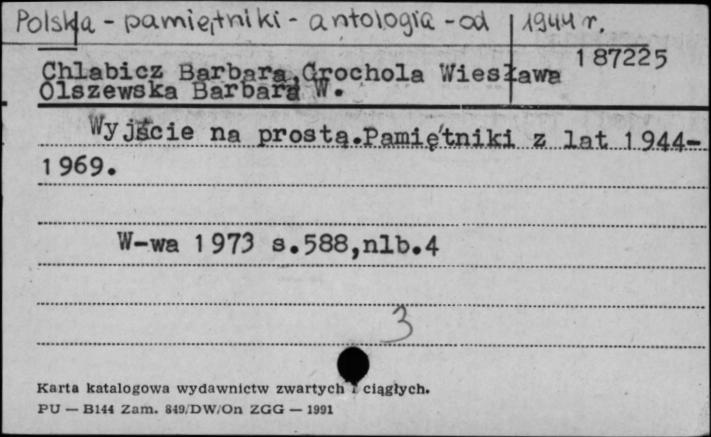 Polska - pamiętniki - antologia - od 1944 r.
187225
Chlabicz Barbara,Grochola Wiesława
Olszewska Barbara W.
Wyjście na prostą.Pamiętniki z lat 1944-
1969.
W-wa 1973 s.588,nlb.4
3
Karta katalogowa wydawnictw zwartych i ciągłych.
PU — B144 Zam. 849/DW/On ZGG — 1991